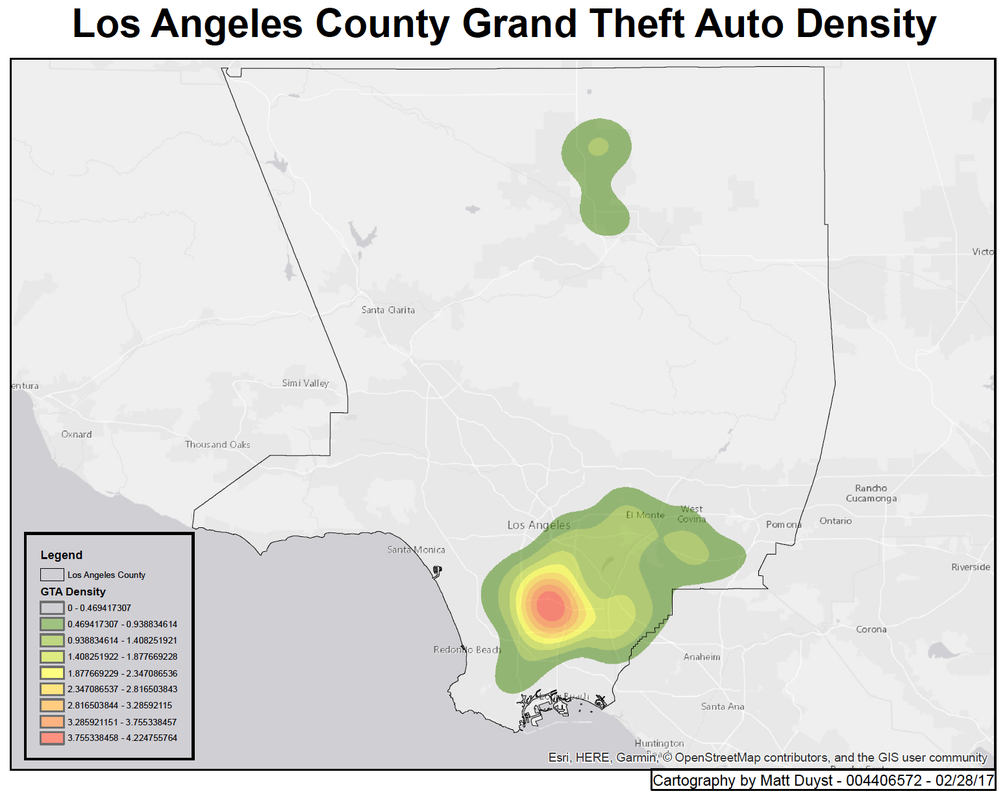 Los Angeles County Grand Theft Auto Density
Victo
Santa Clarita
Simi Valley
entura
Oxnard
Thousand Oaks
Rancho
Cucamonga
El Monte
West
Covina
Los Angeles
Pomona
Ontario
Santa Monica
Riverside
Corona
Redondo Beach
Anaheim
Santa Ana
Huntington
Legend
Los Angeles County
GTA Density
0 - 0.469417307
0.469417307 - 0.938834614
0.938834614 - 1.408251921
1.408251922 - 1.877669228
1.877669229 - 2.347086536
2.347086537 - 2.816503843
2.816503844 - 3.28592115
3.285921151 - 3.755338457
3.755338458 - 4.224755764
Esri, HERE, Garmin, © OpenStreetMap contributors, and the GIS user community
Cartography by Matt Duyst - 004406572 - 02/28/17